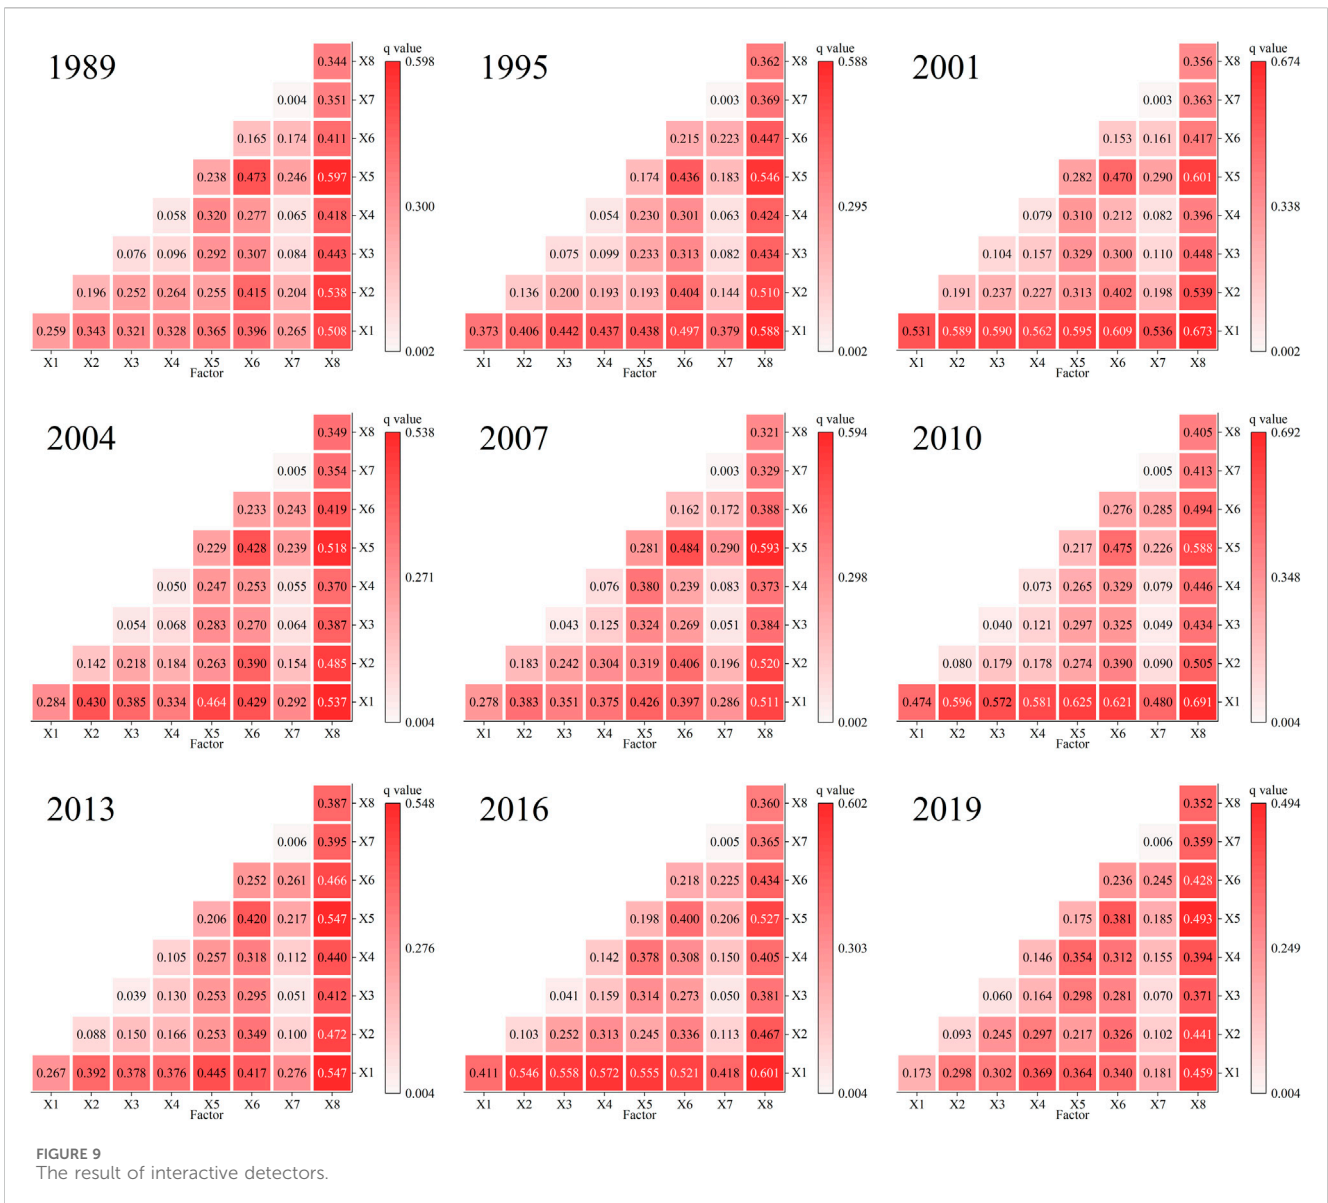 1989
q value
0.344 X8 0.598
0.004 0.351 X7
0.165 0.174 0.411 X6
0.238 0.473 0.246 0.597 X5
0.058 0.320 0.277 0.065 0.418 X4 0.300
0.076 0.096 0.292 0.307 0.084 0.443 X3
0.196 0.252 0.264 0.255 0.415 0.204 0.538 X2
0.259 0.343 0.321 0.328 0.365 0.396 0.265 0.508 X1 0.002
X1 X2 X3 X4 X5 X6 X7 X8
Factor
1995
q value
0.362 X8 0.588
0.003 0.369 X7
0.215 0.223 0.447 X6
0.174 0.436 0.183 0.546 X5
0.054 0.230 0.301 0.063 0.424 X4 0.295
0.075 0.099 0.233 0.313 0.082 0.434 X3
0.136 0.200 0.193 0.193 0.404 0.144 0.510 X2
0.373 0.406 0.442 0.437 0.438 0.497 0.379 0.588 X1 0.002
X1 X2 X3 X4 X5 X6 X7 X8
Factor
2001
q value
0.356 X8 0.674
0.003 0.363 X7
0.153 0.161 0.417 X6
0.282 0.470 0.290 0.601 X5
0.079 0.310 0.212 0.082 0.396 X4 0.338
0.104 0.157 0.329 0.300 0.110 0.448 X3
0.191 0.237 0.227 0.313 0.402 0.198 0.539 X2
0.531 0.589 0.590 0.562 0.595 0.609 0.536 0.673 X1 0.002
X1 X2 X3 X4 X5 X6 X7 X8
Factor
2004
q value
0.349 X8 0.538
0.005 0.354 X7
0.233 0.243 0.419 X6
0.229 0.428 0.239 0.518 X5
0.050 0.247 0.253 0.055 0.370 X4 0.271
0.054 0.068 0.283 0.270 0.064 0.387 X3
0.142 0.218 0.184 0.263 0.390 0.154 0.485 X2
0.284 0.430 0.385 0.334 0.464 0.429 0.292 0.537 X1 0.004
X1 X2 X3 X4 X5 X6 X7 X8
Factor
2007
q value
0.321 X8 0.594
0.003 0.329 X7
0.162 0.172 0.388 X6
0.281 0.484 0.290 0.593 X5
0.076 0.380 0.239 0.083 0.373 X4 0.298
0.043 0.125 0.324 0.269 0.051 0.384 X3
0.183 0.242 0.304 0.319 0.406 0.196 0.520 X2
0.278 0.383 0.351 0.375 0.426 0.397 0.286 0.511 X1 0.002
X1 X2 X3 X4 X5 X6 X7 X8
Factor
2010
q value
0.405 X8 0.692
0.005 0.413 X7
0.276 0.285 0.494 X6
0.217 0.475 0.226 0.588 X5
0.073 0.265 0.329 0.079 0.446 X4 0.348
0.040 0.121 0.297 0.325 0.049 0.434 X3
0.080 0.179 0.178 0.274 0.390 0.090 0.505 X2
0.474 0.596 0.572 0.581 0.625 0.621 0.480 0.691 X1 0.004
X1 X2 X3 X4 X5 X6 X7 X8
Factor
2013
q value
0.387 X8 0.548
0.006 0.395 X7
0.252 0.261 0.466 X6
0.206 0.420 0.217 0.547 X5
0.105 0.257 0.318 0.112 0.440 X4 0.276
0.039 0.130 0.253 0.295 0.051 0.412 X3
0.088 0.150 0.166 0.253 0.349 0.100 0.472 X2
0.267 0.392 0.378 0.376 0.445 0.417 0.276 0.547 X1 0.004
X1 X2 X3 X4 X5 X6 X7 X8
Factor
2016
q value
0.360 X8 0.602
0.005 0.365 X7
0.218 0.225 0.434 X6
0.198 0.400 0.206 0.527 X5
0.142 0.378 0.308 0.150 0.405 X4 0.303
0.041 0.159 0.314 0.273 0.050 0.381 X3
0.103 0.252 0.313 0.245 0.336 0.113 0.467 X2
0.411 0.546 0.558 0.572 0.555 0.521 0.418 0.601 X1 0.004
X1 X2 X3 X4 X5 X6 X7 X8
Factor
2019
q value
0.352 X8 0.494
0.006 0.359 X7
0.236 0.245 0.428 X6
0.175 0.381 0.185 0.493 X5
0.146 0.354 0.312 0.155 0.394 X4 0.249
0.060 0.164 0.298 0.281 0.070 0.371 X3
0.093 0.245 0.297 0.217 0.326 0.102 0.441 X2
0.173 0.298 0.302 0.369 0.364 0.340 0.181 0.459 X1 0.004
X1 X2 X3 X4 X5 X6 X7 X8
Factor
FIGURE 9
The result of interactive detectors.